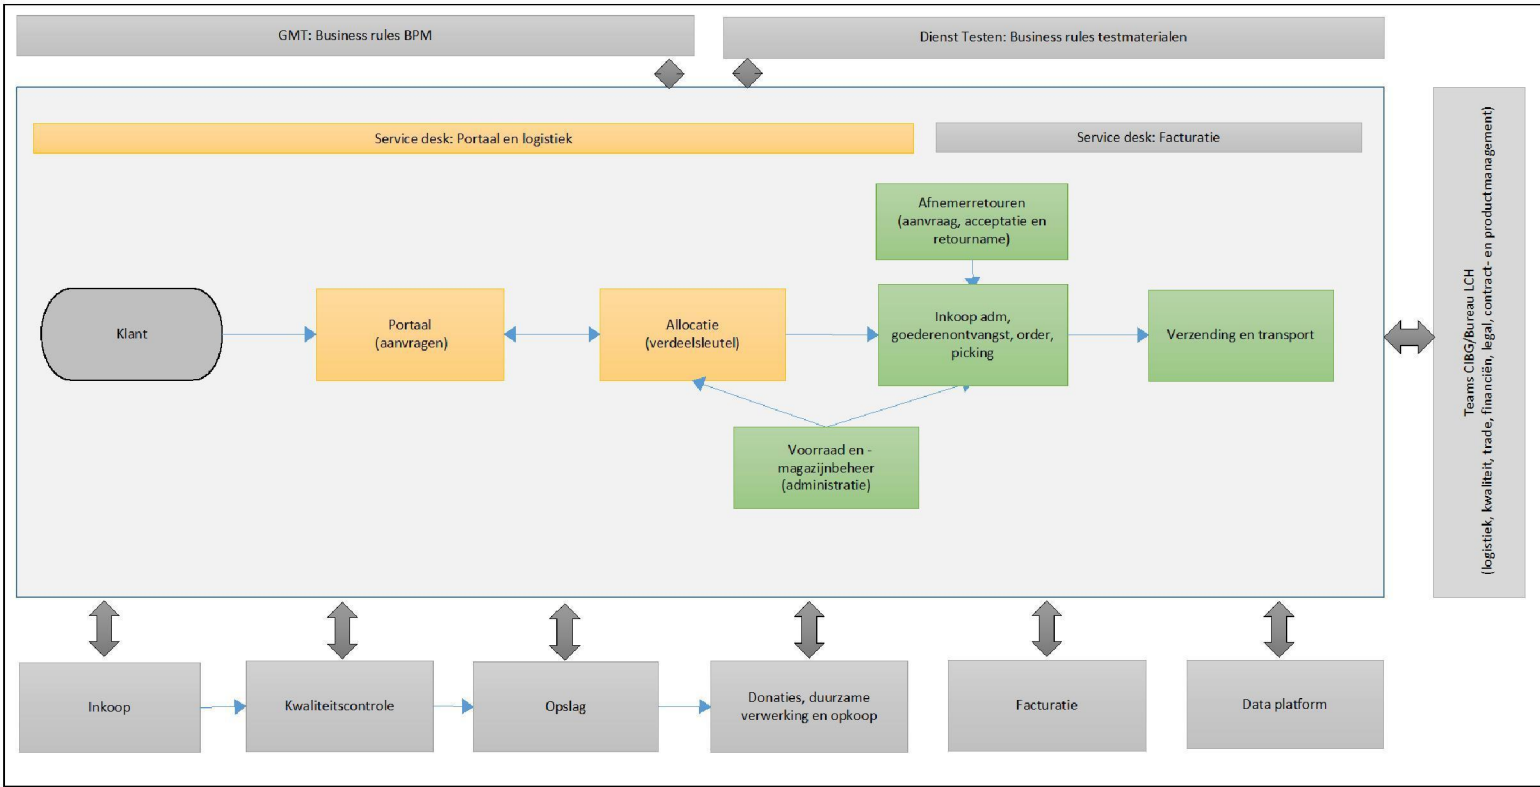 GMT: Business rules BPM
Dienst Testen: Business rules testmaterialen
Service desk: Portaal en logistiek
Service desk: Facturatie
Afnemerretouren
(aanvraag, acceptatie en
retourname)
Klant
Portaal
(aanvragen)
Allocatie
(verdeelsleutel)
Inkoop adm,
goederenontvangst, order,
picking
Verzending en transport
Voorraad en -
magazijnbeheer
(administratie)
Teams CIBG/Bureau LCH
(logistiek, kwaliteit, trade, financiën, legal, contract- en productmanagement)
Inkoop
Kwaliteitscontrole
Opslag
Donaties, duurzame
verwerking en opkoop
Facturatie
Data platform